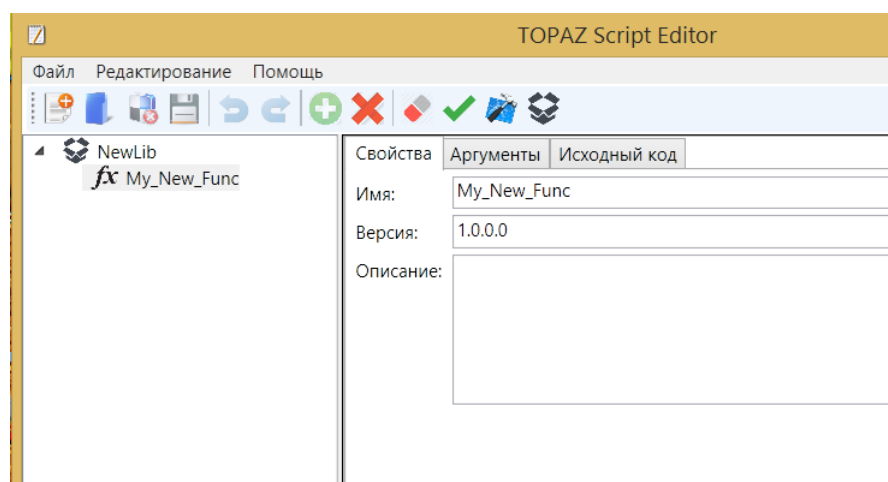 TOPAZ Script Editor
Файл Редактирование Помощь
NewLib
fx My_New_Func
Свойства Аргументы Исходный код
Имя: My_New_Func
Версия: 1.0.0.0
Описание: